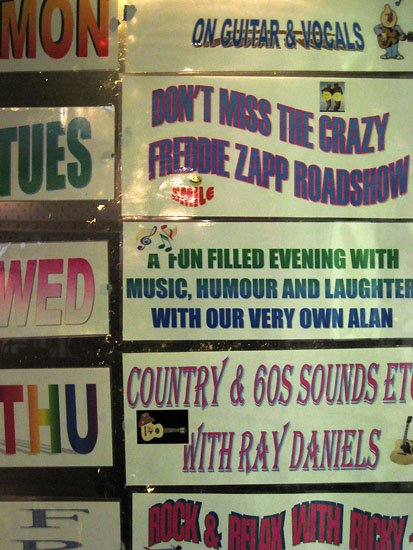 MON
ON GUITAR & VOCALS
TUES
DON'T MISS THE CRAZY
FREDDIE ZAPP ROADSHOW
SMILE
WED
A FUN FILLED EVENING WITH
MUSIC, HUMOUR AND LAUGHTER
WITH OUR VERY OWN ALAN
THU
COUNTRY & 60S SOUNDS ETC
WITH RAY DANIELS
FR
ROCK & RELAX WITH RICKY